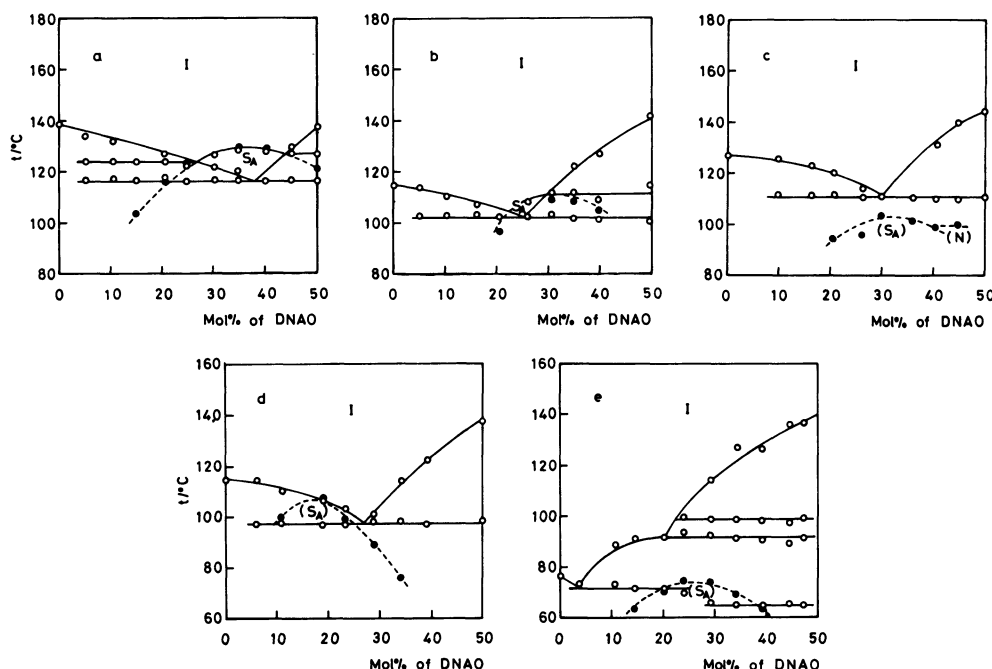 180 180 180
a b c
160 I 160 I 160 I
t/°C 140 140 140
120 SA 120 120
100 100 SA 100 (SA) (N)
80 80 80
0 10 20 30 40 50 0 10 20 30 40 50 0 10 20 30 40 50
Mol% of DNAO Mol% of DNAO Mol% of DNAO
160 160
d e
140 I 140 I
t/°C 120 120
100 (SA) 100
80 80 (SA)
60 60
0 10 20 30 40 50 0 10 20 30 40 50
Mol% of DNAO Mol% of DNAO